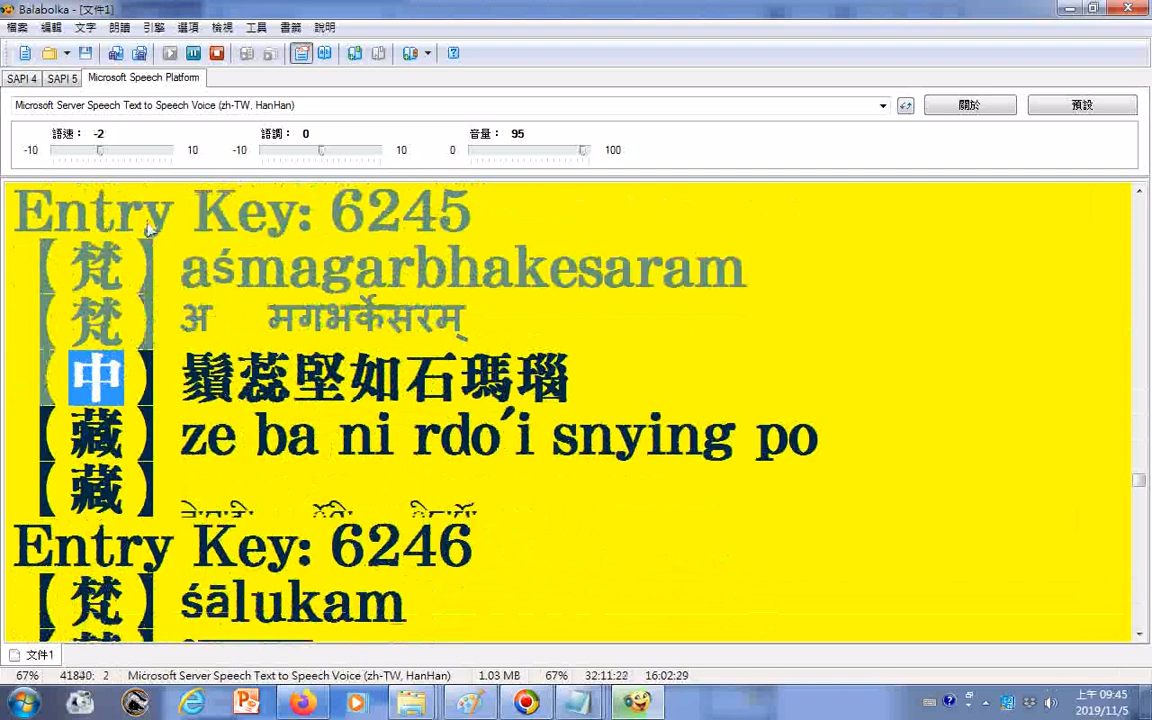 Balabolka - [文件1]
檔案 編輯 文字 朗讀 引擎 選項 檢視 工具 書籤 說明
SAPI 4 SAPI 5 Microsoft Speech Platform
Microsoft Server Speech Text to Speech Voice (zh-TW, HanHan) 關於 預設
語速： -2 語調： 0 音量： 95
-10 10 -10 10 0 100
Entry Key: 6245
【梵】 aśmagarbhakesaram
【梵】 अ मगभर्केसरम्
【中】 鬚蕊堅如石瑪瑙
【藏】 ze ba ni rdo´i snying po
【藏】
Entry Key: 6246
【梵】 śālukam
文件1
67% 41840: 2 Microsoft Server Speech Text to Speech Voice (zh-TW, HanHan) 1.03 MB 67% 32:11:22 16:02:29
上午 09:45
2019/11/5